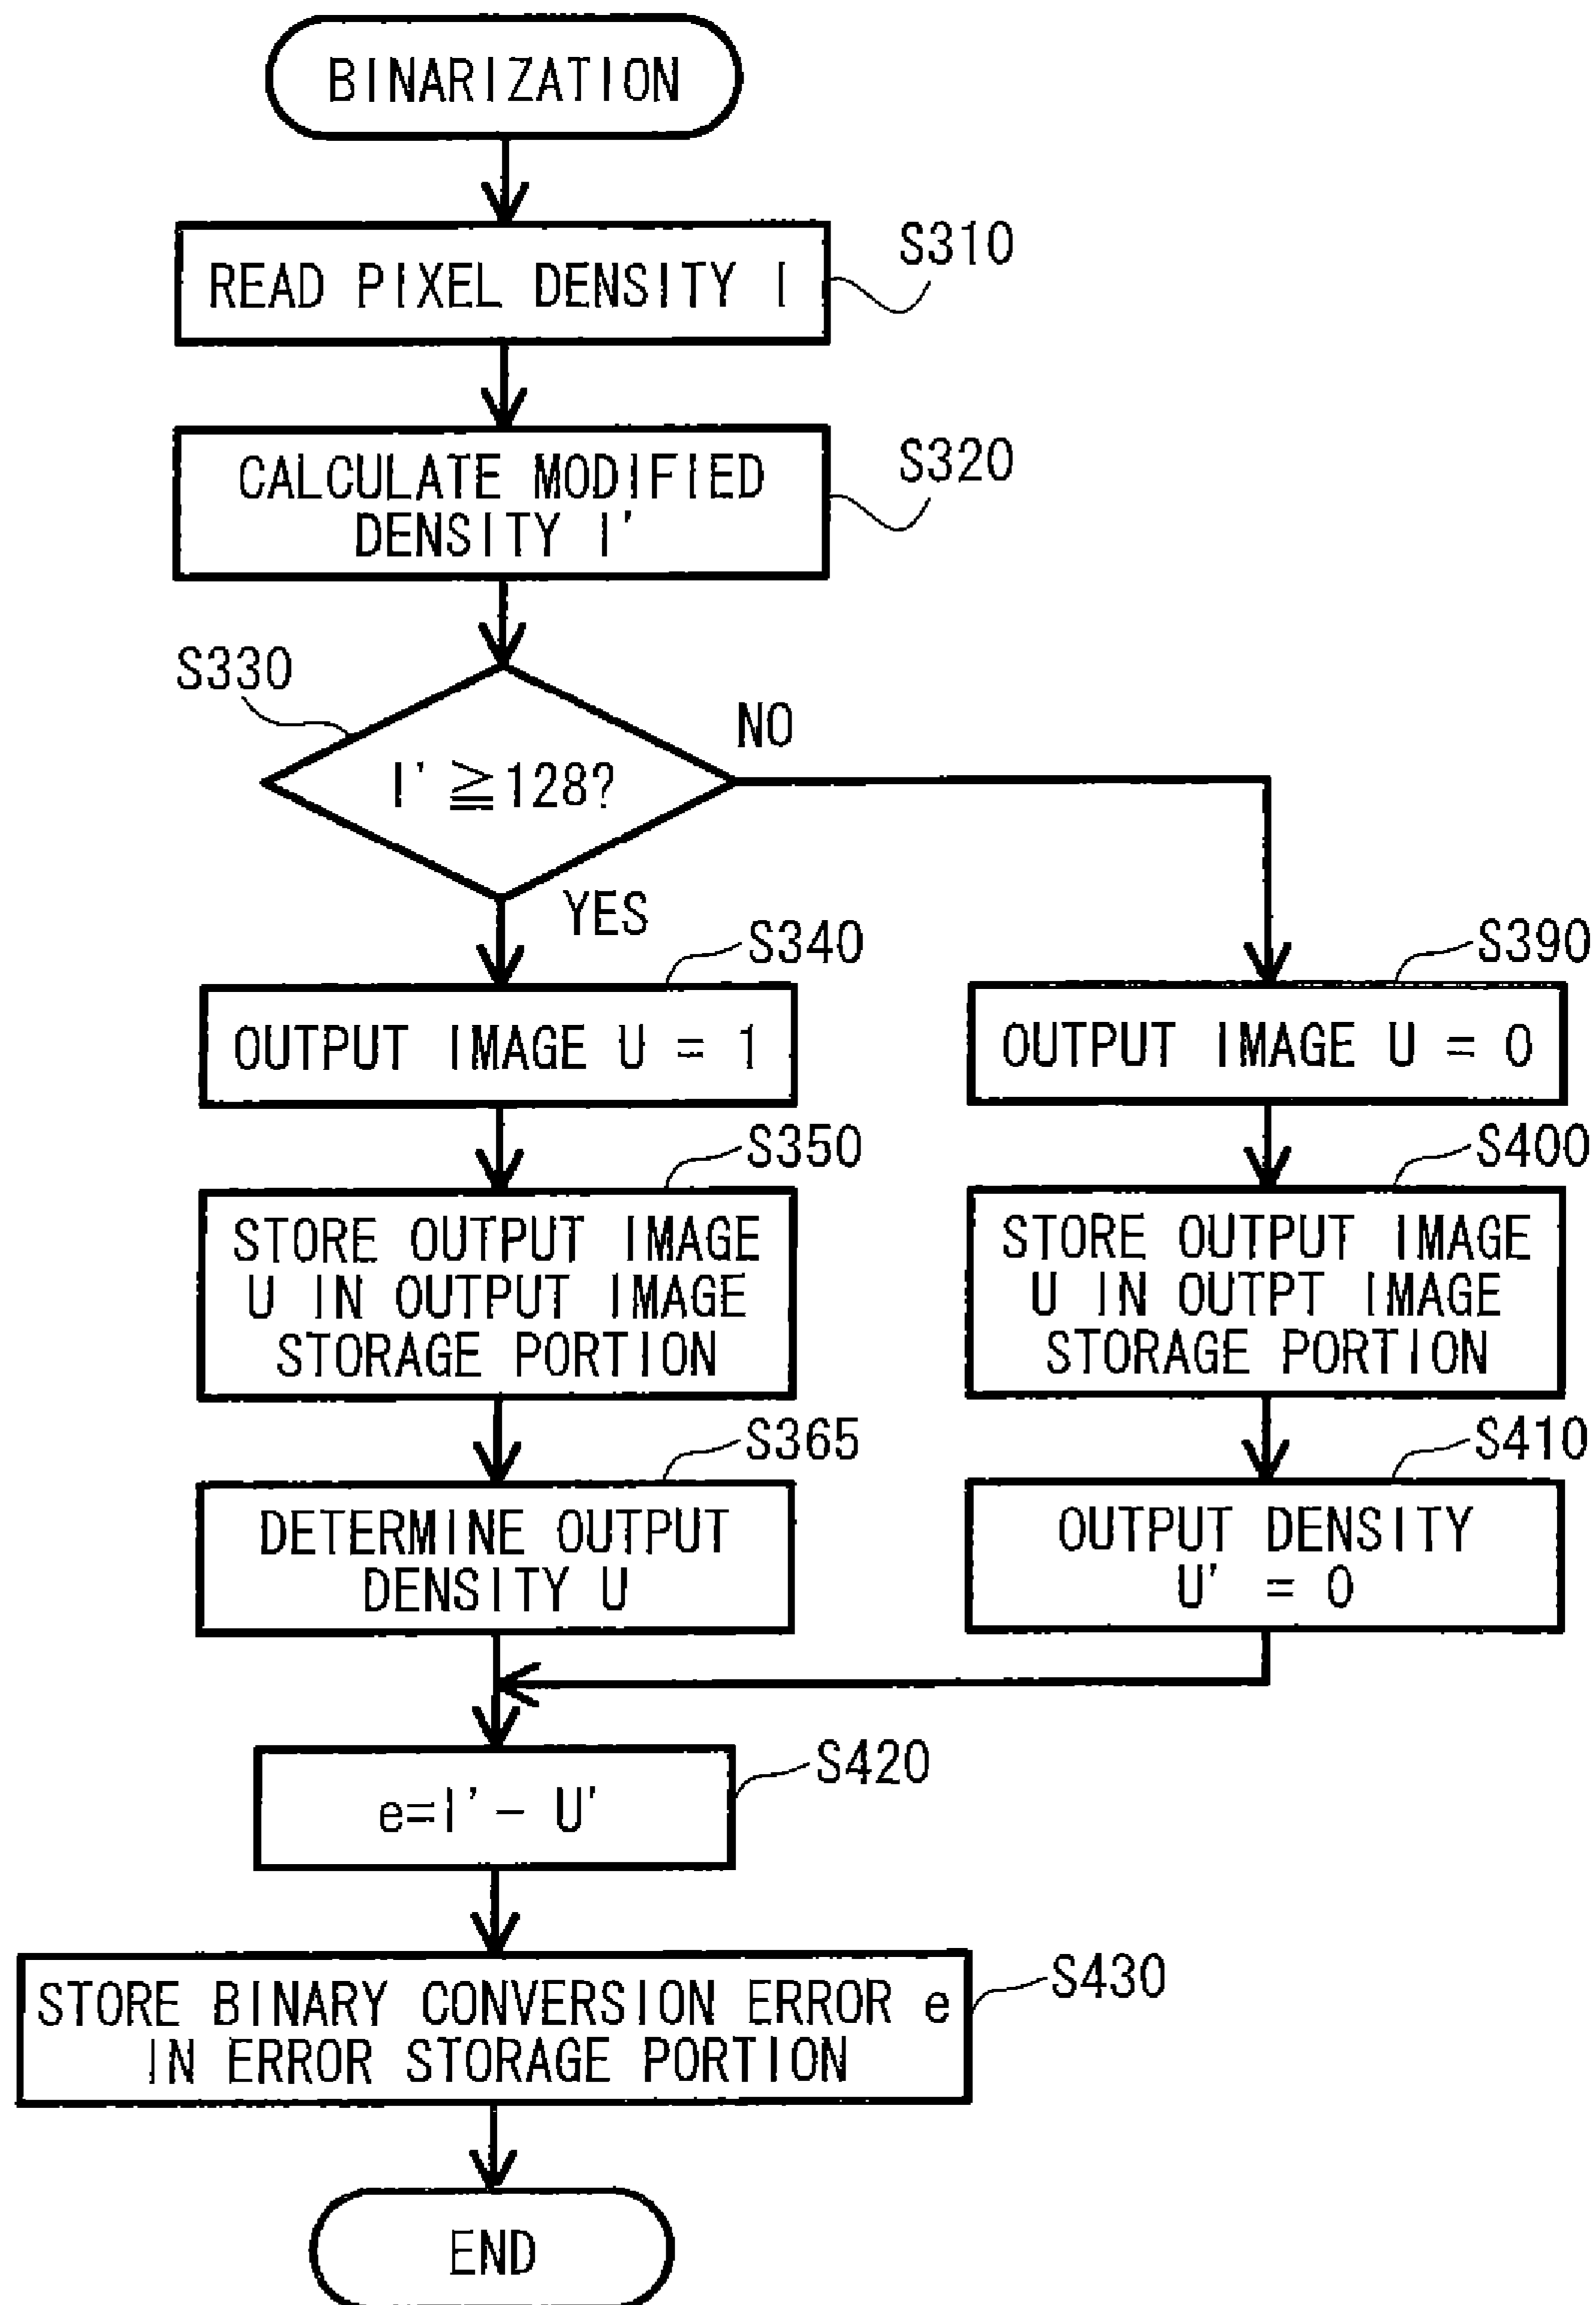 BINARIZATION
READ PIXEL DENSITY I
S310
CALCULATE MODIFIED
DENSITY I'
S320
S330
I' ≧128?
NO
YES
S340
OUTPUT IMAGE U = 1
S390
OUTPUT IMAGE U = 0
S350
STORE OUTPUT IMAGE
U IN OUTPUT IMAGE
STORAGE PORTION
S400
STORE OUTPUT IMAGE
U IN OUTPT IMAGE
STORAGE PORTION
S365
DETERMINE OUTPUT
DENSITY U
S410
OUTPUT DENSITY
U' = 0
S420
e=I'- U'
S430
STORE BINARY CONVERSION ERROR e
IN ERROR STORAGE PORTION
END